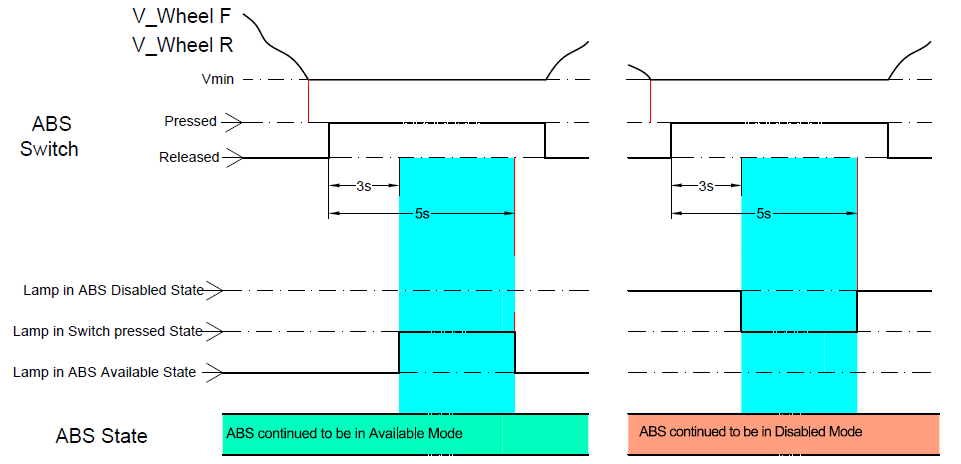 V_Wheel F
V_Wheel R
Vmin
ABS
Switch
Pressed
Released
3s
5s
3s
5s
Lamp in ABS Disabled State
Lamp in Switch pressed State
Lamp in ABS Available State
ABS State
ABS continued to be in Available Mode
ABS continued to be in Disabled Mode